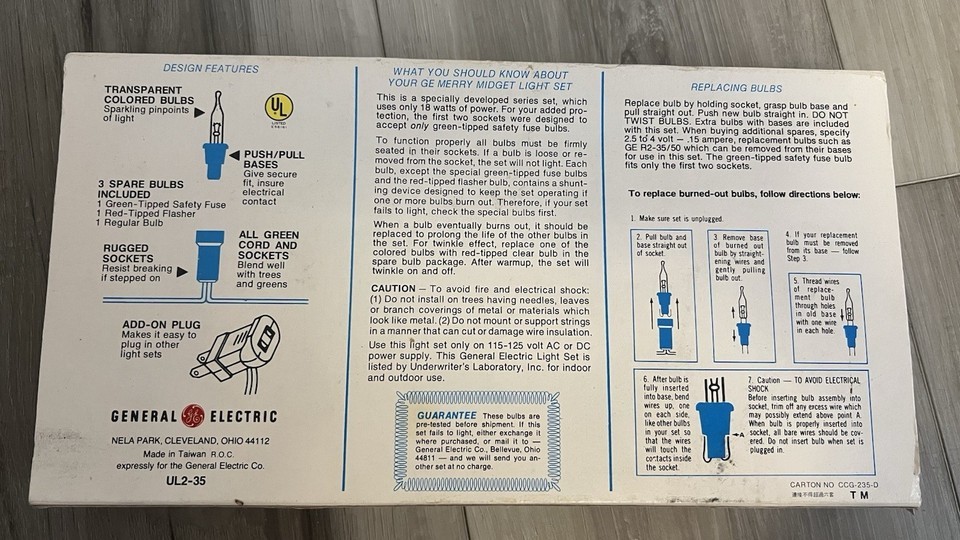 DESIGN FEATURES
TRANSPARENT
COLORED BULBS
Sparkling pinpoints
of light
UL
LISTED
PUSH/PULL
BASES
Give secure
fit, insure
electrical
contact
3 SPARE BULBS
INCLUDED
1 Green-Tipped Safety Fuse
1 Red-Tipped Flasher
1 Regular Bulb
RUGGED
SOCKETS
Resist breaking
if stepped on
ALL GREEN
CORD AND
SOCKETS
Blend well
with trees
and greens
ADD-ON PLUG
Makes it easy to
plug in other
light sets
GENERAL GE ELECTRIC
NELA PARK, CLEVELAND, OHIO 44112
Made in Taiwan R.O.C.
expressly for the General Electric Co.
UL2-35
WHAT YOU SHOULD KNOW ABOUT
YOUR GE MERRY MIDGET LIGHT SET
This is a specially developed series set, which
uses only 18 watts of power. For your added pro-
tection, the first two sockets were designed to
accept only green-tipped safety fuse bulbs.
To function properly all bulbs must be firmly
seated in their sockets. If a bulb is loose or re-
moved from the socket, the set will not light. Each
bulb, except the special green-tipped fuse bulbs
and the red-tipped flasher bulb, contains a shunt-
ing device designed to keep the set operating if
one or more bulbs burn out. Therefore, if your set
fails to light, check the special bulbs first.
When a bulb eventually burns out, it should be
replaced to prolong the life of the other bulbs in
the set. For twinkle effect, replace one of the
colored bulbs with red-tipped clear bulb in the
spare bulb package. After warmup, the set will
twinkle on and off.
CAUTION — To avoid fire and electrical shock:
(1) Do not install on trees having needles, leaves
or branch coverings of metal or materials which
look like metal. (2) Do not mount or support strings
in a manner that can cut or damage wire insulation.
Use this light set only on 115-125 volt AC or DC
power supply. This General Electric Light Set is
listed by Underwriter's Laboratory, Inc. for indoor
and outdoor use.
GUARANTEE These bulbs are
pre-tested before shipment. If this
set fails to light, either exchange it
where purchased, or mail it to —
General Electric Co., Bellevue, Ohio
44811 — and we will send you an-
other set at no charge.
REPLACING BULBS
Replace bulb by holding socket, grasp bulb base and
pull straight out. Push new bulb straight in. DO NOT
TWIST BULBS. Extra bulbs with bases are included
with this set. When buying additional spares, specify
2.5 to 4 volt — .15 ampere, replacement bulbs such as
GE R2-35/50 which can be removed from their bases
for use in this set. The green-tipped safety fuse bulb
fits only the first two sockets.
To replace burned-out bulbs, follow directions below:
1. Make sure set is unplugged.
2. Pull bulb and
base straight out
of socket.
3. Remove base
of burned out
bulb by straight-
ening wires and
gently pulling
bulb out.
4. If your replacement
bulb must be removed
from its base — follow
Step 3.
5. Thread wires
of replace-
ment bulb
through holes
in old base
with one wire
in each hole.
6. After bulb is
fully inserted
into base, bend
wires up, one
on each side,
like other bulbs
in your set so
that the wires
will touch the
contacts inside
the socket.
A
7. Caution — TO AVOID ELECTRICAL
SHOCK
Before inserting bulb assembly into
socket, trim off any excess wire which
may possibly extend above point A.
When bulb is properly inserted into
socket, all bare wires should be cov-
ered. Do not insert bulb when set is
plugged in.
CARTON NO. CCG-235-D
TM